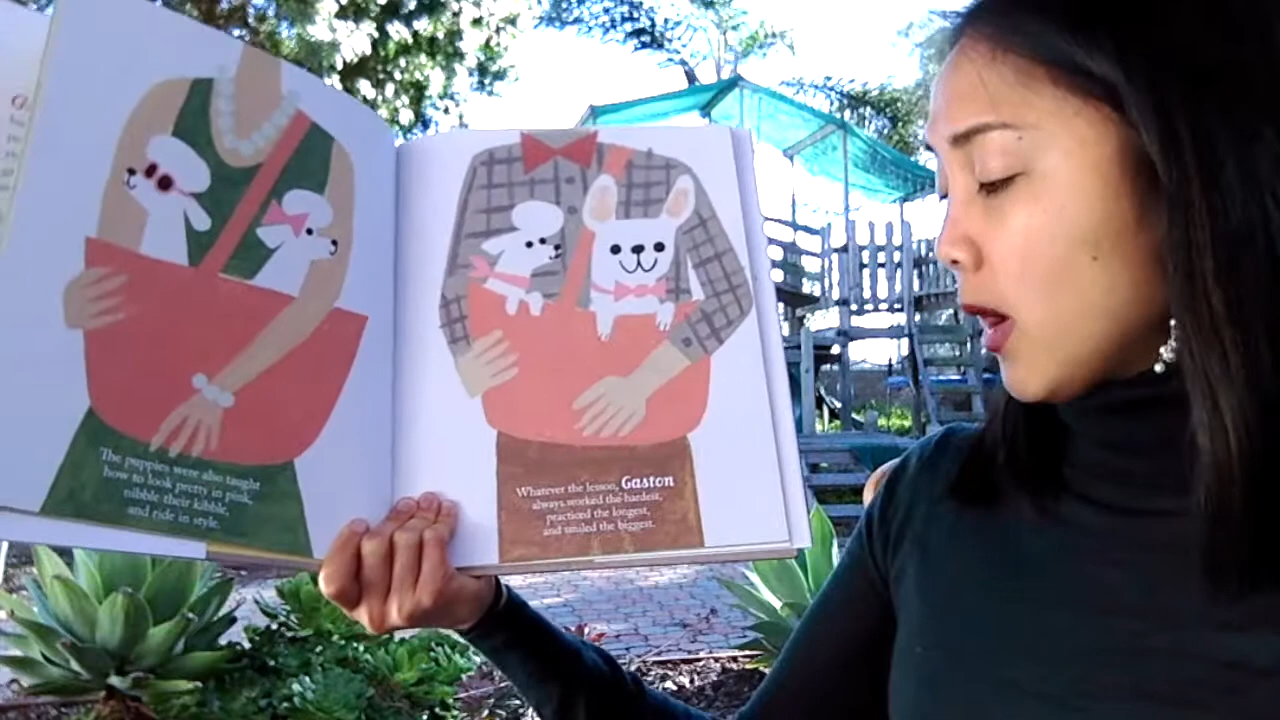 The puppies were also taught
how to look pretty in pink,
nibble their kibble,
and ride in style.
Whatever the lesson, Gaston
always worked the hardest,
practiced the longest,
and smiled the biggest.